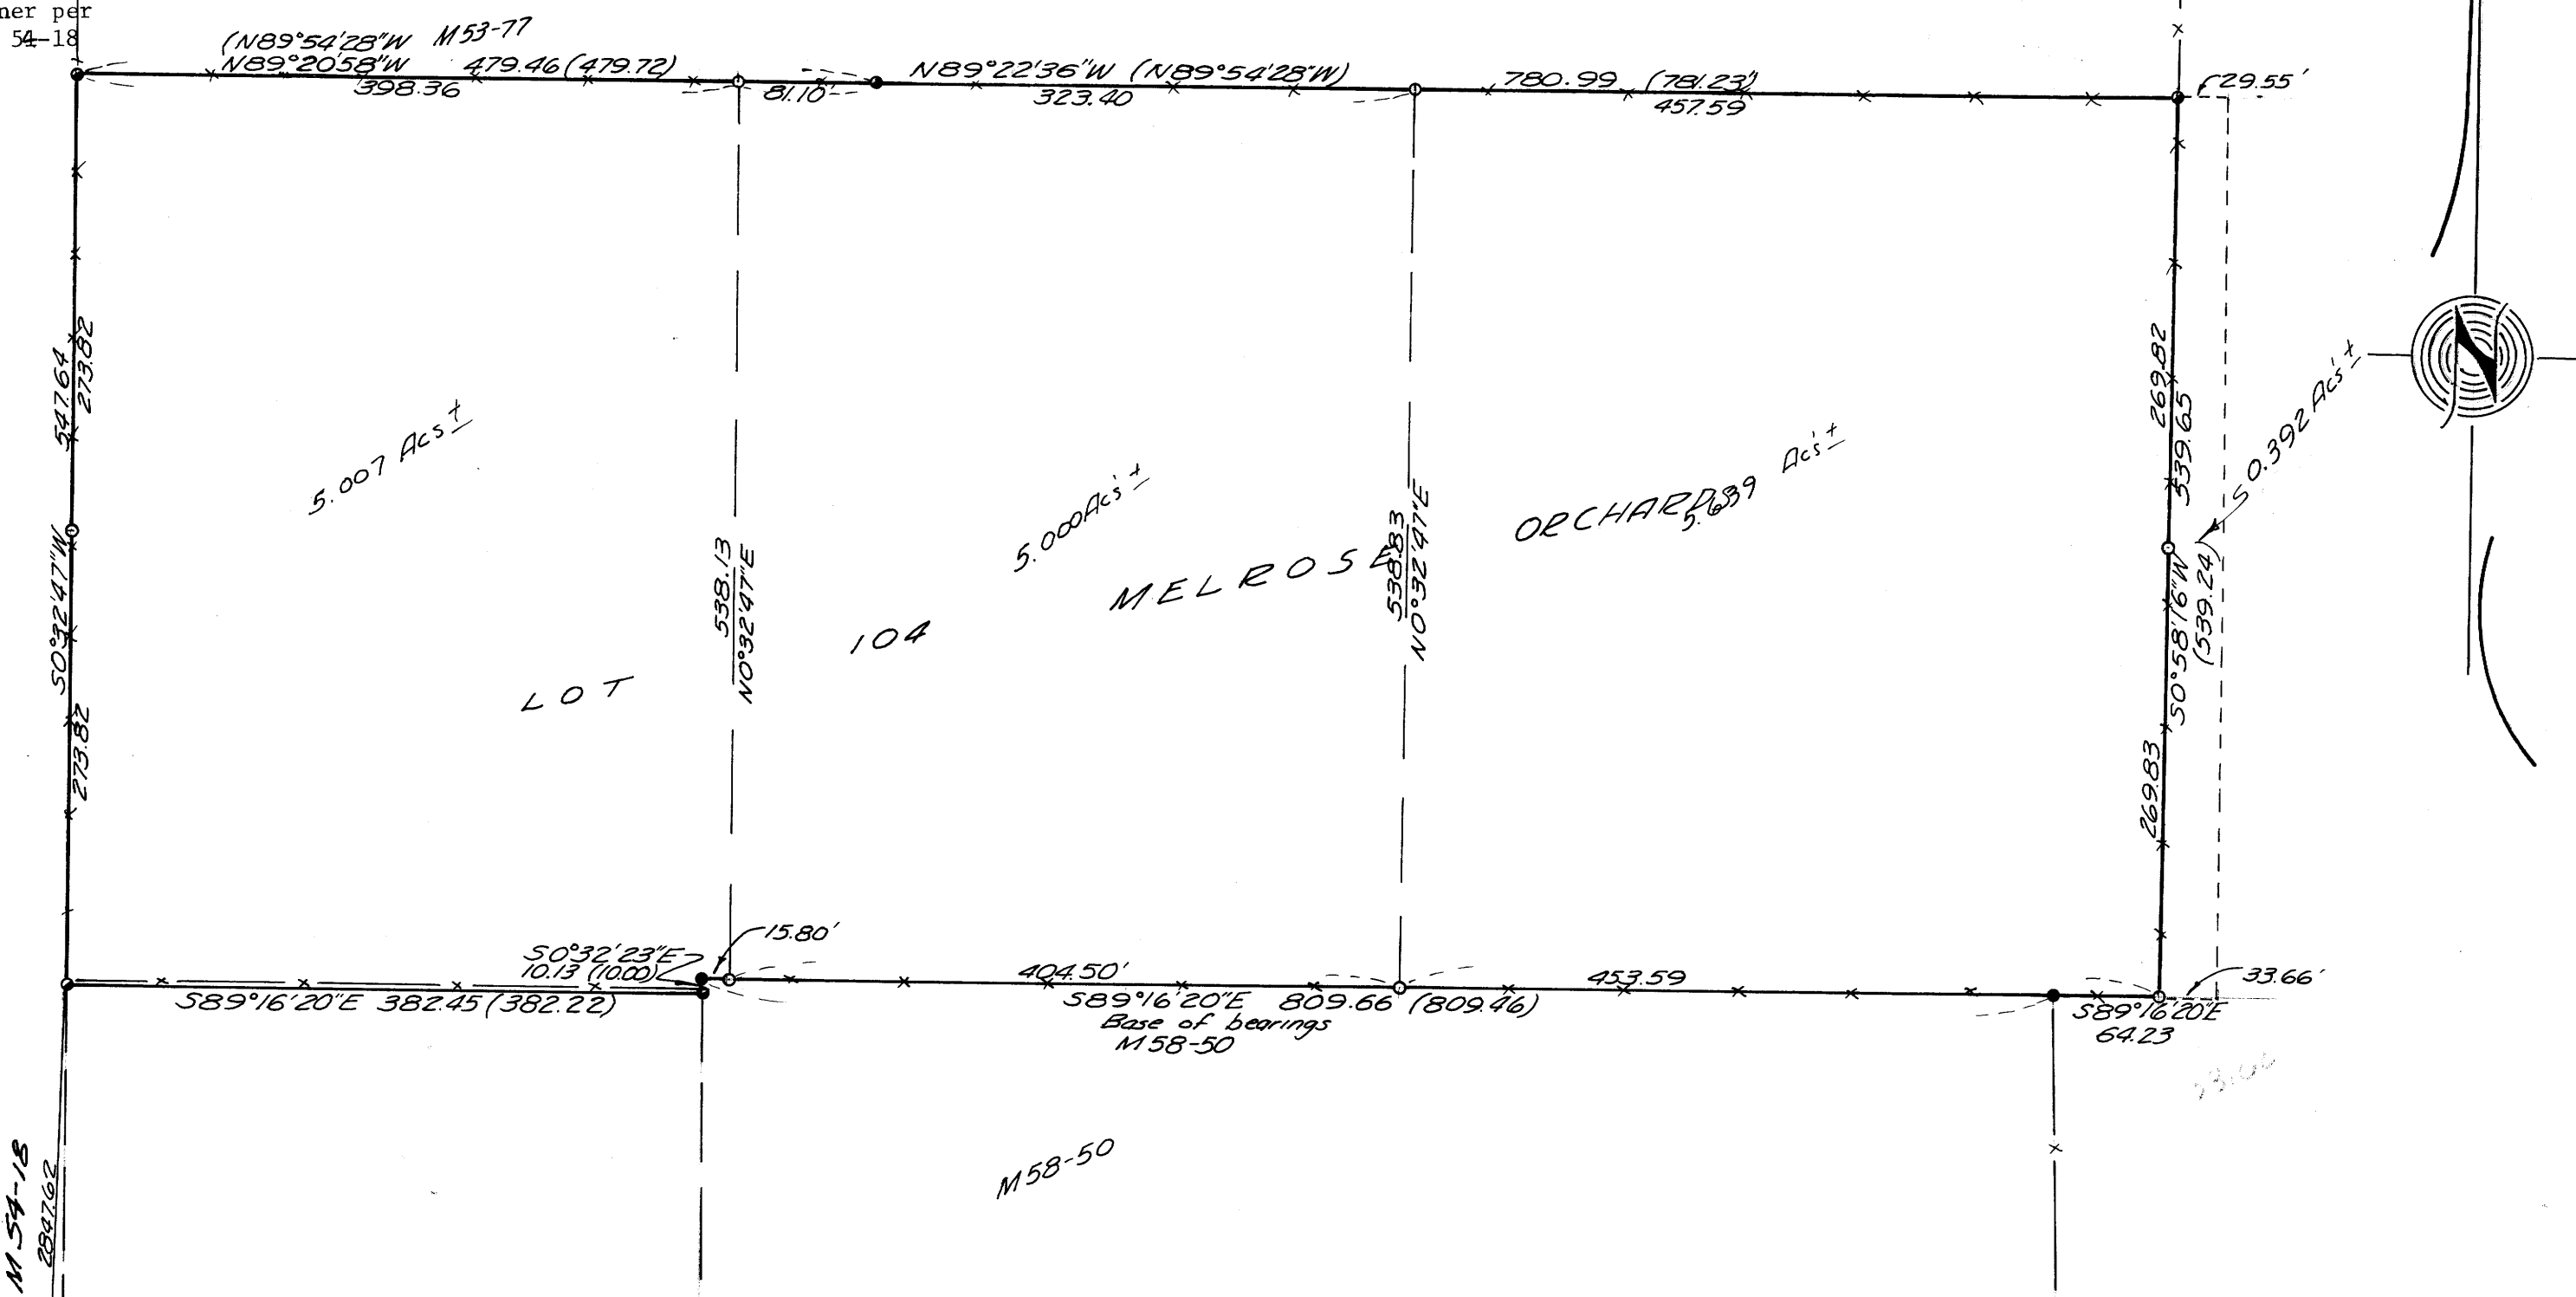 ner per
54-18
(N89°54'28"W M53-77
N89°20'58"W 479.46 (479.72)
398.36
81.10
N89°22'36"W (N89°54'28"W)
323.40
780.99 (781.23')
457.59
29.55'
547.64
273.82
S0°32'47"W
273.82
5.007 Acs ±
538.13
N0°32'47"E
5.000 Ac's ±
538.83
N0°32'47"E
Ac's ±
269.82
539.65
S0°58'16"W
(539.24)
269.83
0.392 Ac's ±
LOT 104 MELROSE ORCHARDS
S0°32'23"E
10.13 (10.00)
15.80'
S89°16'20"E 382.45 (382.22)
404.50'
S89°16'20"E 809.66 (809.46)
Base of bearings
M58-50
453.59
S89°16'20"E
64.23
33.66'
M58-50
M54-18
2847.62